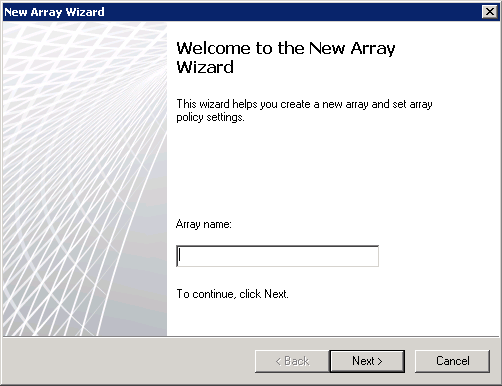 New Array Wizard
Welcome to the New Array
Wizard
This wizard helps you create a new array and set array
policy settings.
Array name:
To continue, click Next.
< Back
Next >
Cancel